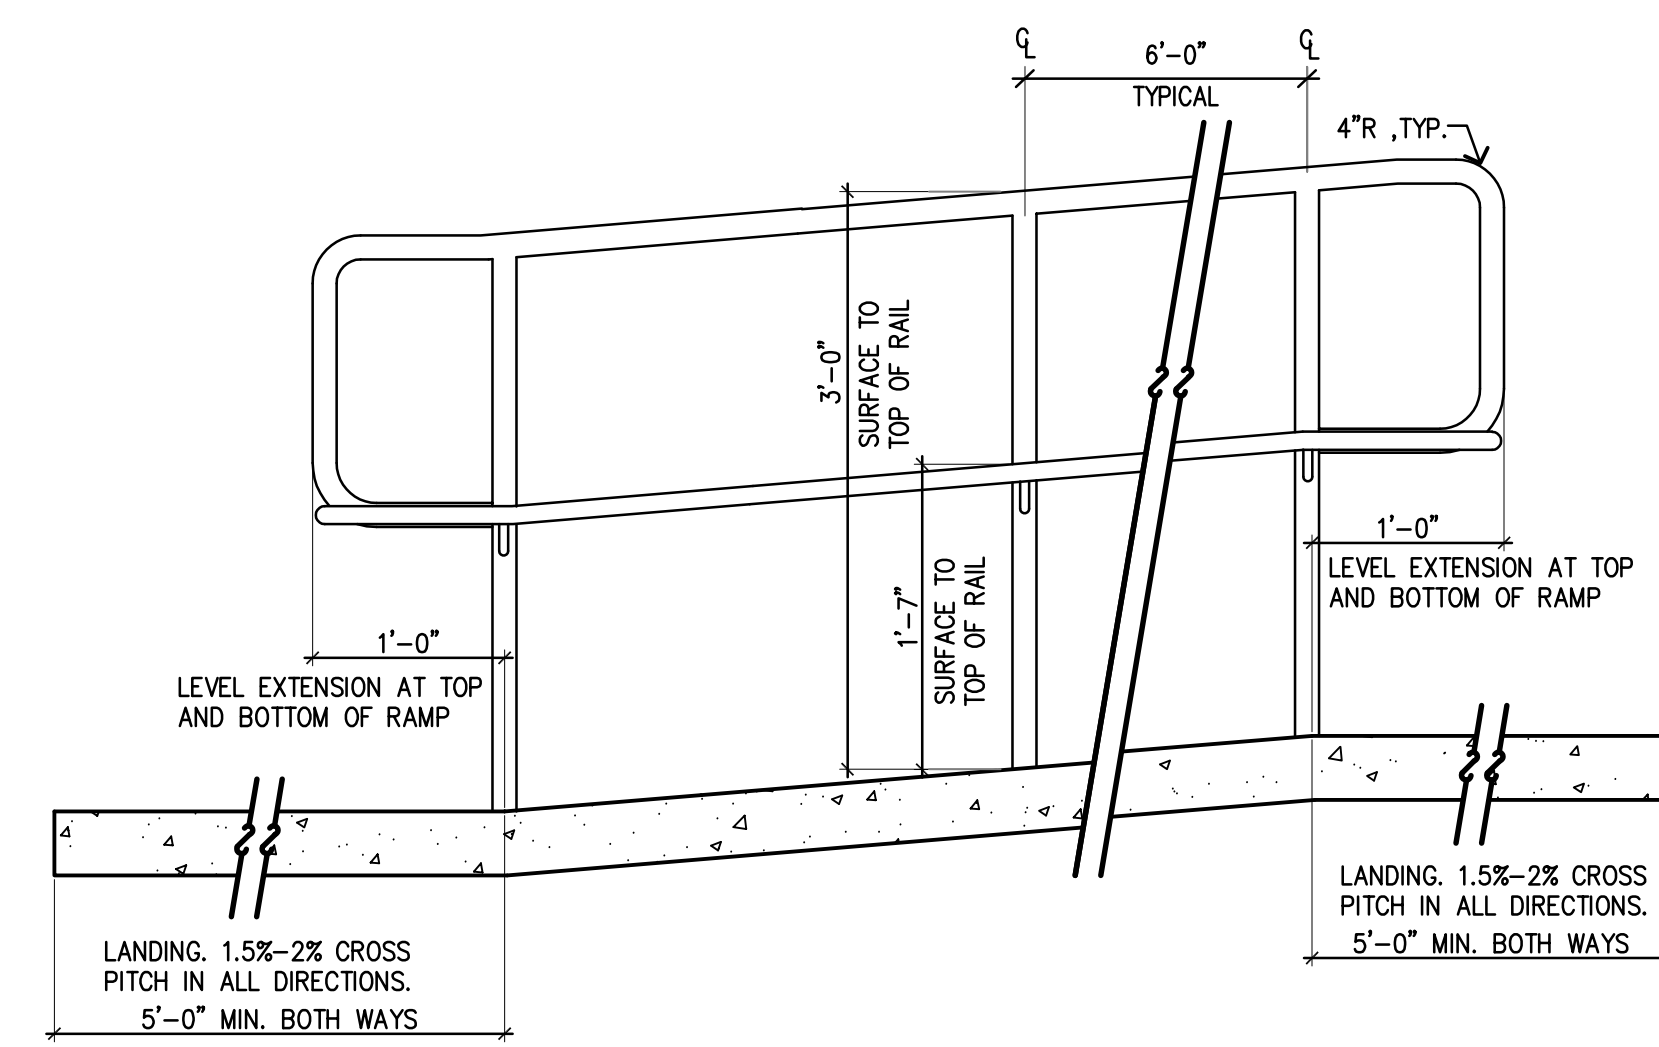 ℄
℄
6'-0"
TYPICAL
4"R ,TYP.
3'-0"
SURFACE TO
TOP OF RAIL
1'-7"
SURFACE TO
TOP OF RAIL
1'-0"
LEVEL EXTENSION AT TOP
AND BOTTOM OF RAMP
1'-0"
LEVEL EXTENSION AT TOP
AND BOTTOM OF RAMP
LANDING. 1.5%-2% CROSS
PITCH IN ALL DIRECTIONS.
5'-0" MIN. BOTH WAYS
LANDING. 1.5%-2% CROSS
PITCH IN ALL DIRECTIONS.
5'-0" MIN. BOTH WAYS